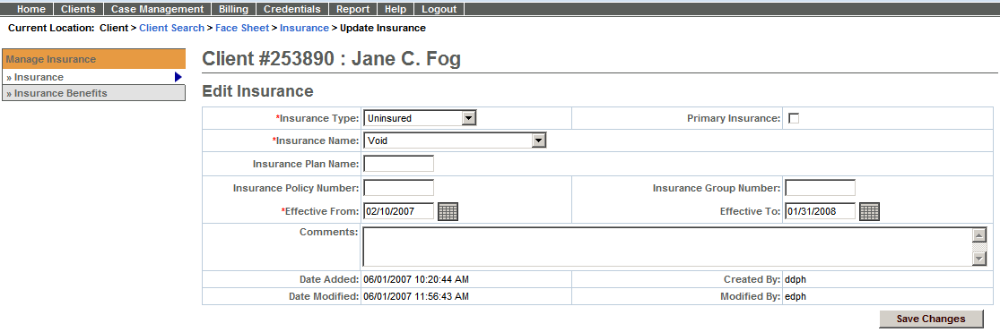 Home Clients Case Management Billing Credentials Report Help Logout
Current Location: Client > Client Search > Face Sheet > Insurance > Update Insurance
Manage Insurance
» Insurance
» Insurance Benefits
Client #253890 : Jane C. Fog
Edit Insurance
*Insurance Type: Uninsured Primary Insurance:
*Insurance Name: Void
Insurance Plan Name:
Insurance Policy Number: Insurance Group Number:
*Effective From: 02/10/2007 Effective To: 01/31/2008
Comments:
Date Added: 06/01/2007 10:20:44 AM Created By: ddph
Date Modified: 06/01/2007 11:56:43 AM Modified By: edph
Save Changes